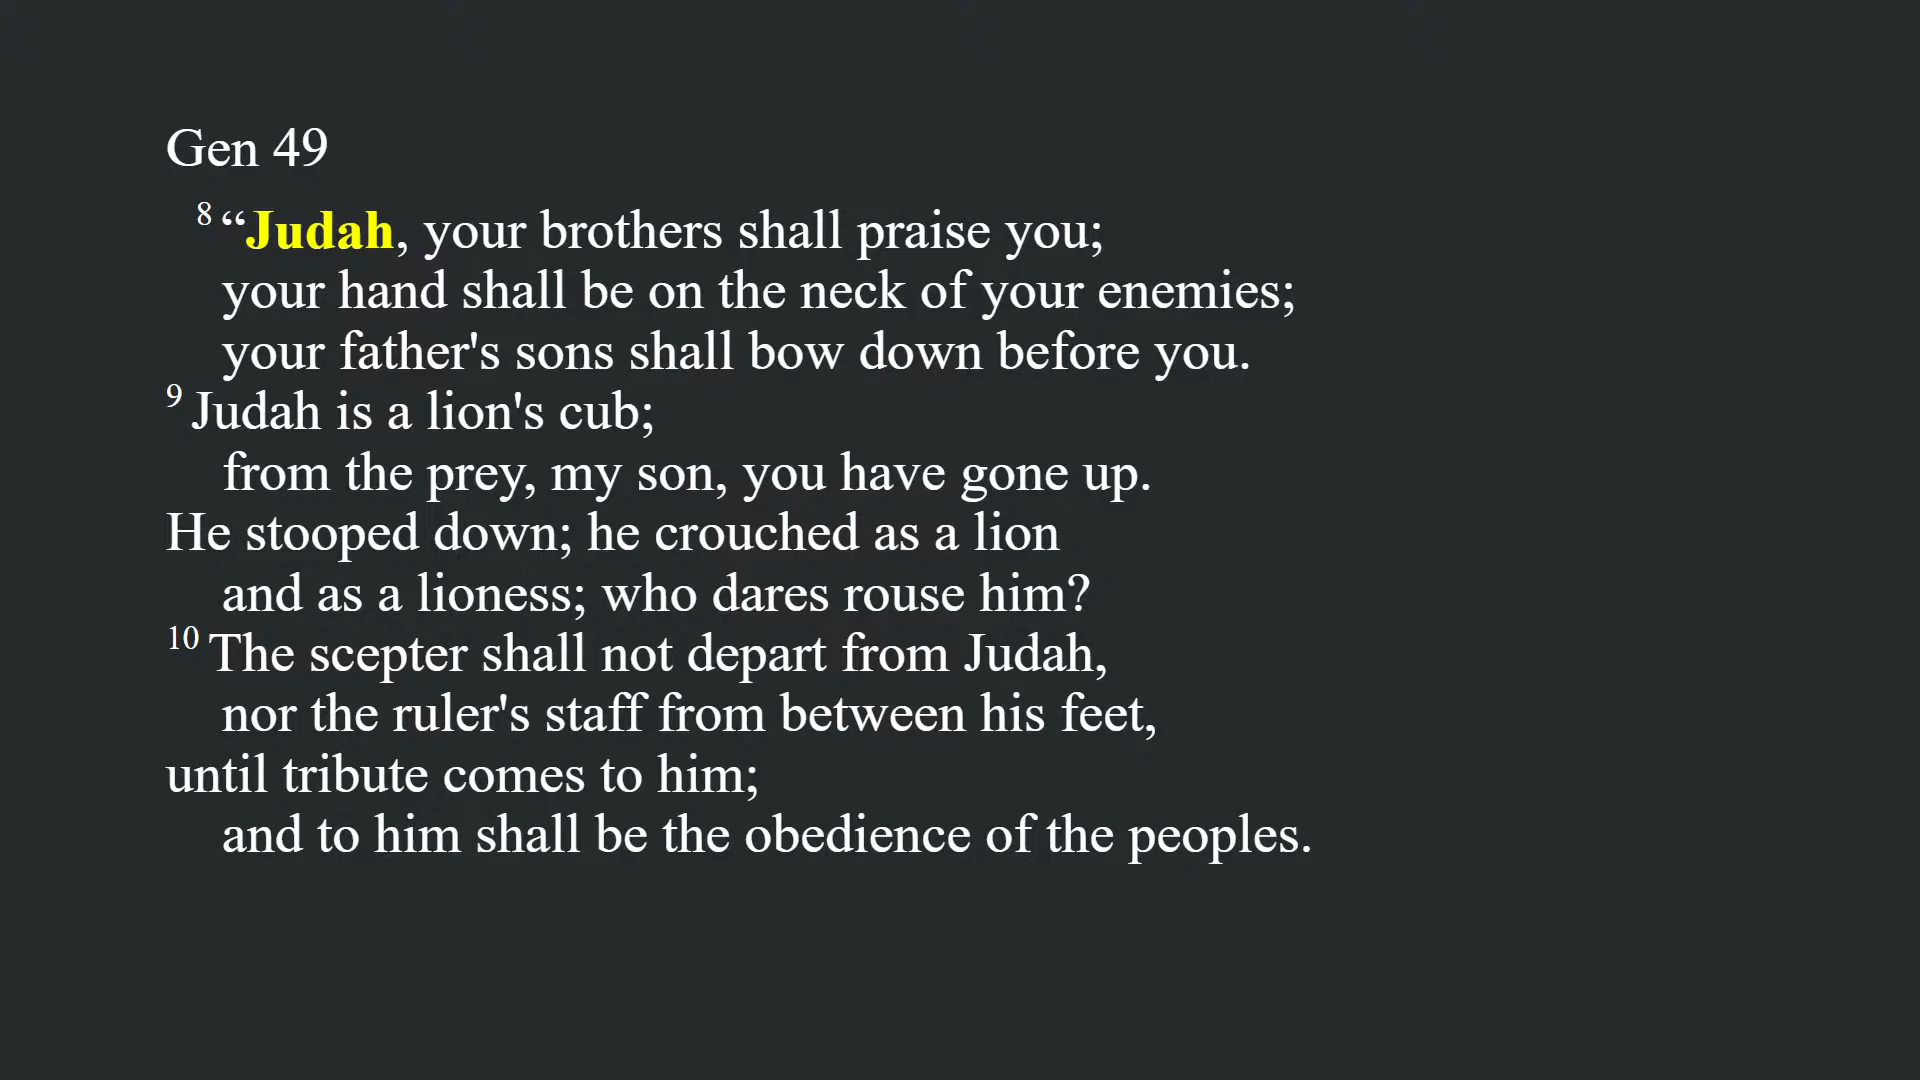 Gen 49
8 “Judah, your brothers shall praise you;
your hand shall be on the neck of your enemies;
your father's sons shall bow down before you.
9 Judah is a lion's cub;
from the prey, my son, you have gone up.
He stooped down; he crouched as a lion
and as a lioness; who dares rouse him?
10 The scepter shall not depart from Judah,
nor the ruler's staff from between his feet,
until tribute comes to him;
and to him shall be the obedience of the peoples.